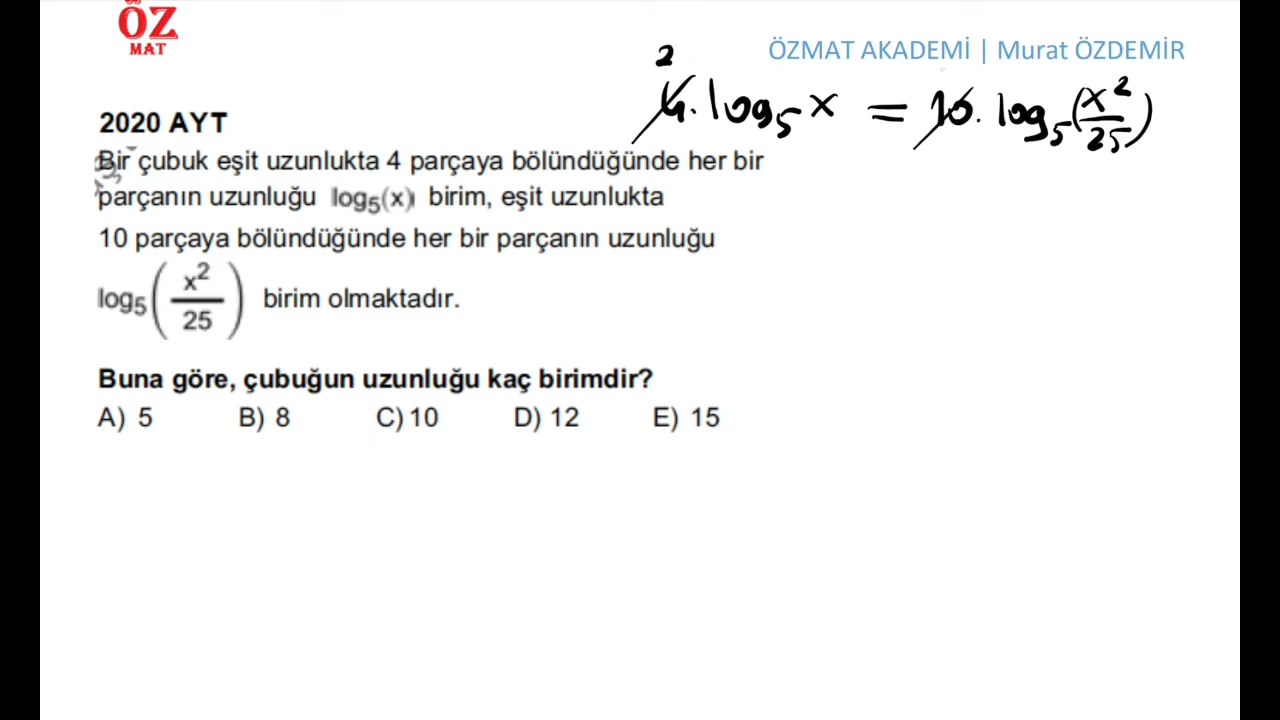 ÖZ
MAT
ÖZMAT AKADEMİ | Murat ÖZDEMİR
2
4. log₅ x = 10. log₅ (x²/25)
2020 AYT
Bir çubuk eşit uzunlukta 4 parçaya bölündüğünde her bir
parçanın uzunluğu log₅(x) birim, eşit uzunlukta
10 parçaya bölündüğünde her bir parçanın uzunluğu
log₅(x²/25) birim olmaktadır.
Buna göre, çubuğun uzunluğu kaç birimdir?
A) 5 B) 8 C) 10 D) 12 E) 15